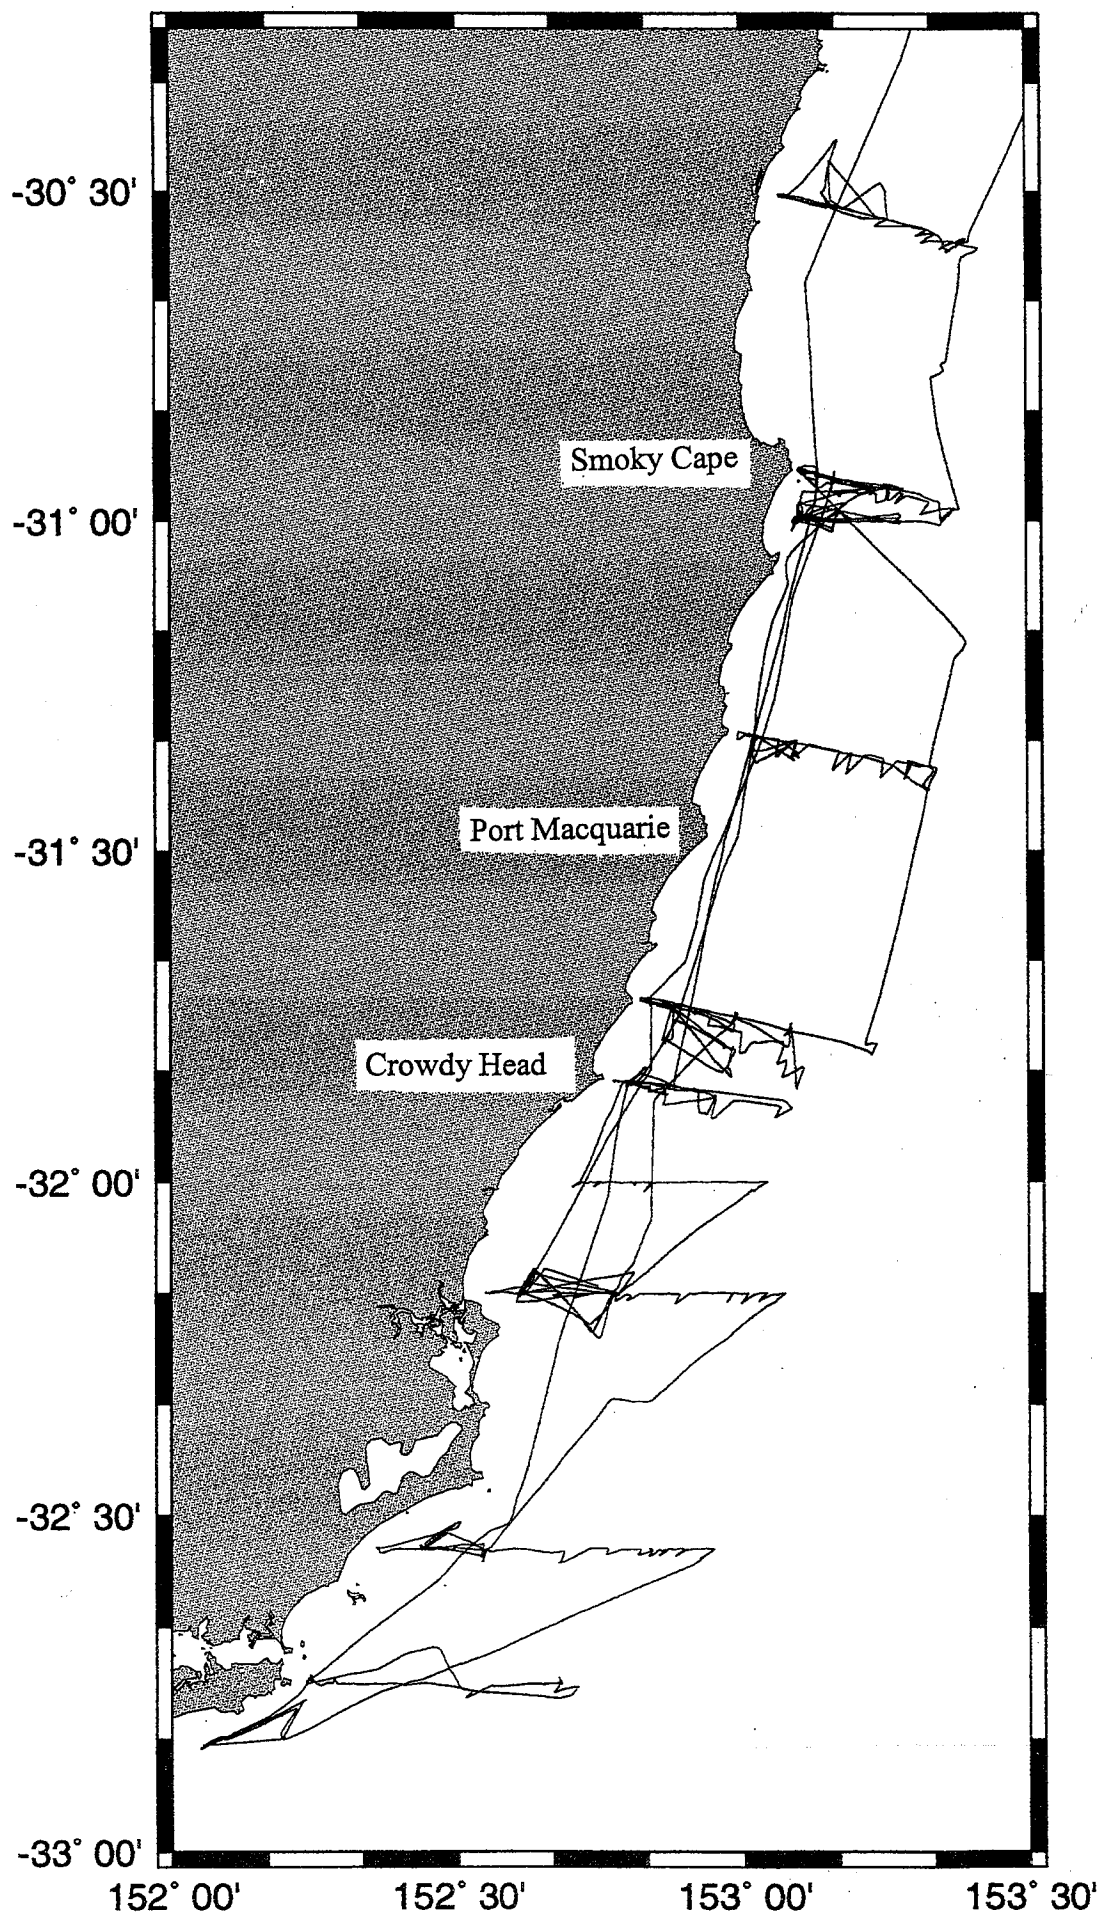 -30° 30'
Smoky Cape
-31° 00'
Port Macquarie
-31° 30'
Crowdy Head
-32° 00'
-32° 30'
-33° 00'
152° 00' 152° 30' 153° 00' 153° 30'